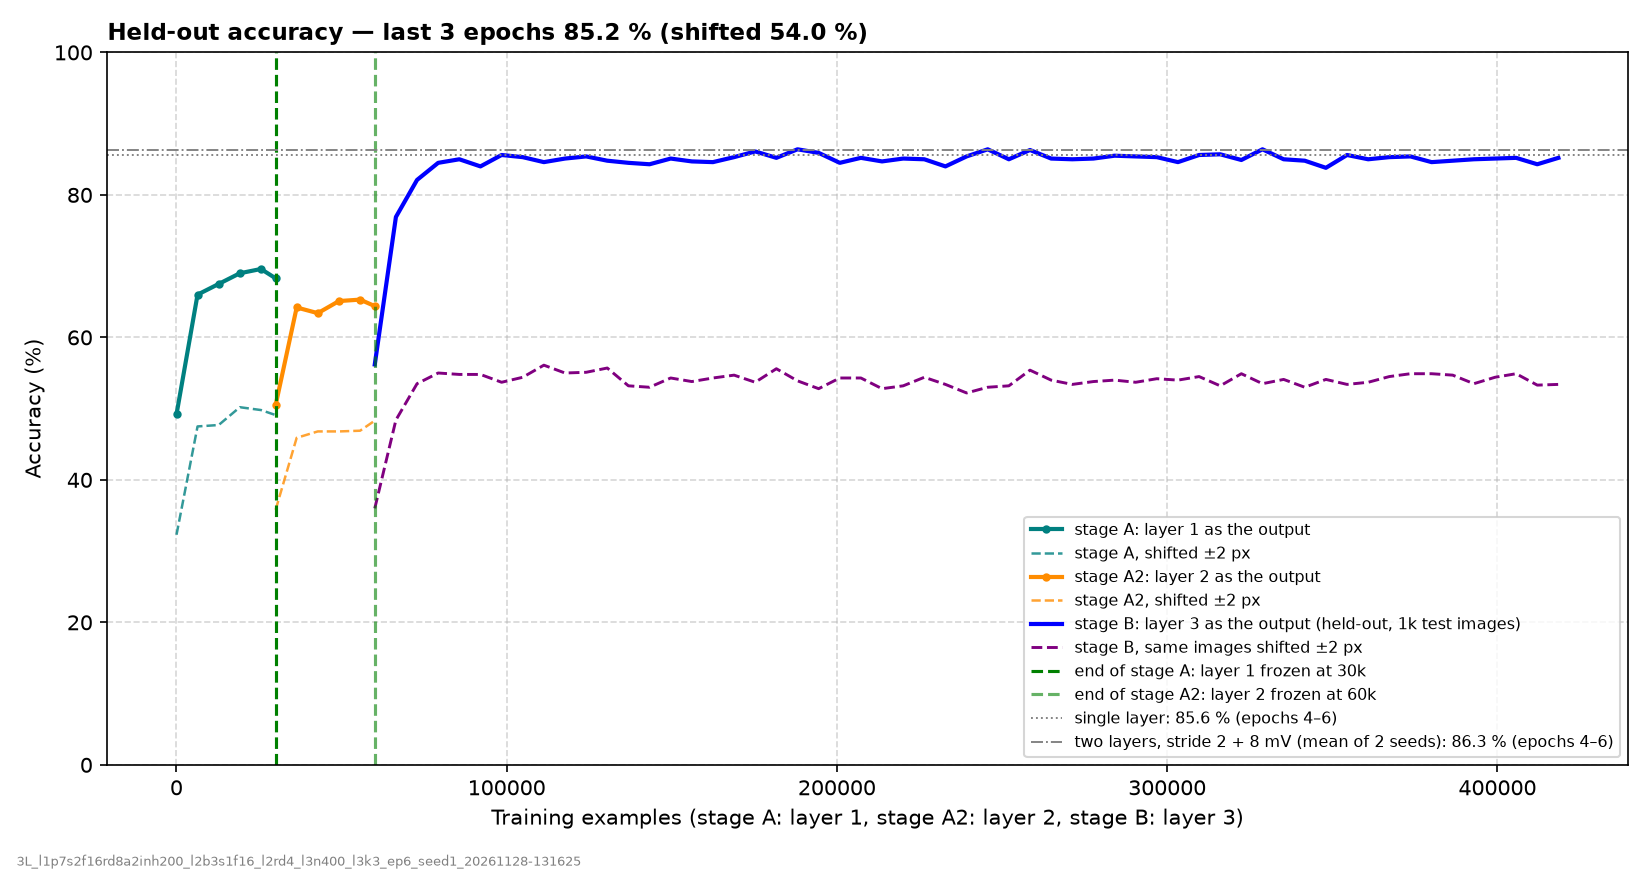 Held-out accuracy — last 3 epochs 85.2 % (shifted 54.0 %)
100
80
60
40
20
0
Accuracy (%)
stage A: layer 1 as the output
stage A, shifted ±2 px
stage A2: layer 2 as the output
stage A2, shifted ±2 px
stage B: layer 3 as the output (held-out, 1k test images)
stage B, same images shifted ±2 px
end of stage A: layer 1 frozen at 30k
end of stage A2: layer 2 frozen at 60k
single layer: 85.6 % (epochs 4–6)
two layers, stride 2 + 8 mV (mean of 2 seeds): 86.3 % (epochs 4–6)
0 100000 200000 300000 400000
Training examples (stage A: layer 1, stage A2: layer 2, stage B: layer 3)
3L_l1p7s2f16rd8a2inh200_l2b3s1f16_l2rd4_l3n400_l3k3_ep6_seed1_20261128-131625